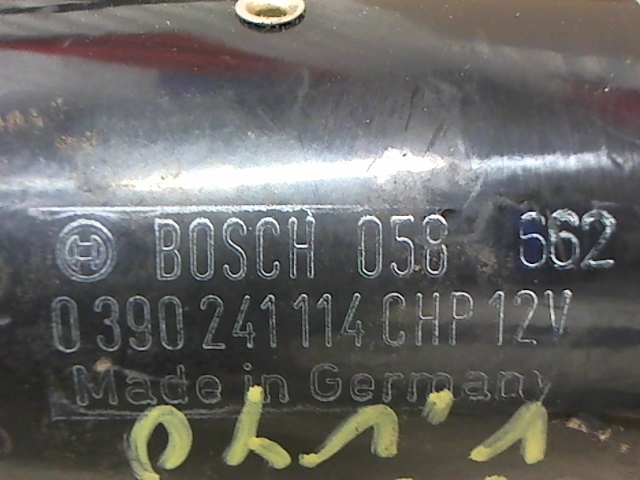 BOSCH 058 662
0 390 241 114 CHP 12V
Made in Germany